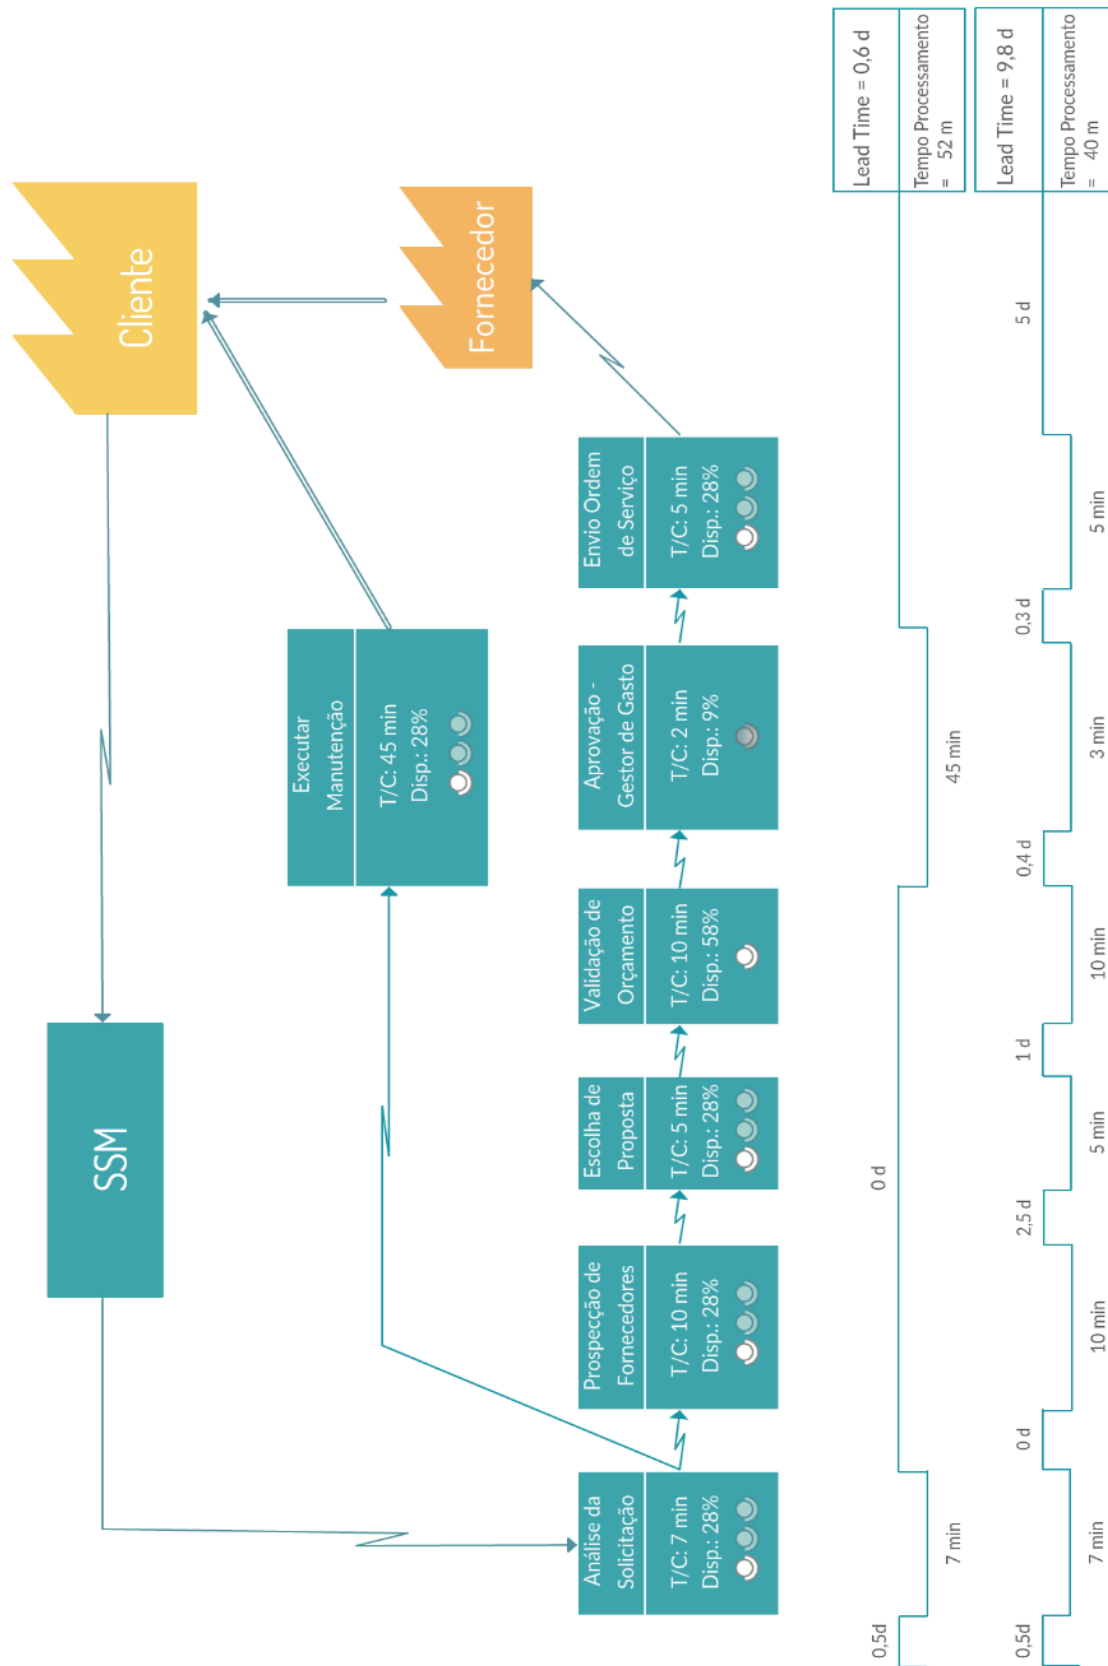 Cliente
SSM
Fornecedor
Executar
Manutenção
T/C: 45 min
Disp.: 28%
Análise da
Solicitação
T/C: 7 min
Disp.: 28%
Prospecção de
Fornecedores
T/C: 10 min
Disp.: 28%
Escolha de
Proposta
T/C: 5 min
Disp.: 28%
Validação de
Orçamento
T/C: 10 min
Disp.: 58%
Aprovação -
Gestor de Gasto
T/C: 2 min
Disp.: 9%
Envio Ordem
de Serviço
T/C: 5 min
Disp.: 28%
0,5d
7 min
0 d
45 min
Lead Time = 0,6 d
Tempo Processamento
= 52 m
0,5d
7 min
0 d
10 min
2,5 d
5 min
1 d
10 min
0,4 d
3 min
0,3 d
5 min
5 d
Lead Time = 9,8 d
Tempo Processamento
= 40 m